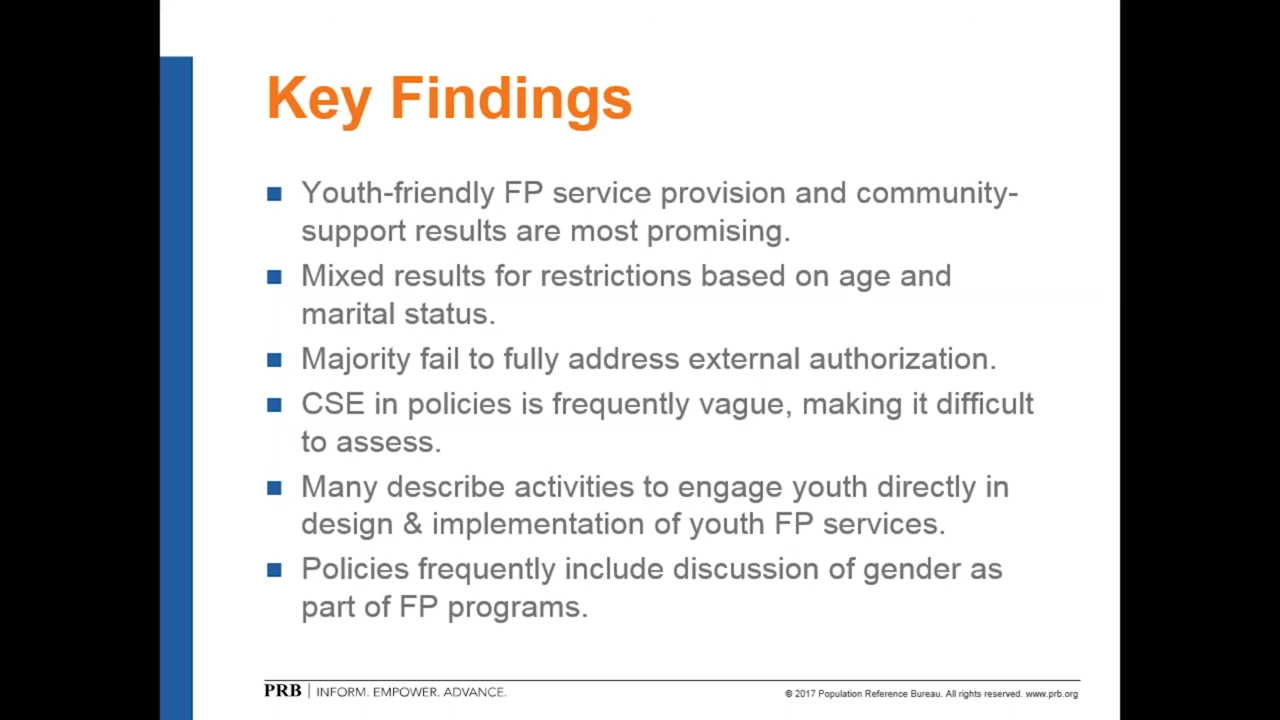 Key Findings
Youth-friendly FP service provision and community-
support results are most promising.
Mixed results for restrictions based on age and
marital status.
Majority fail to fully address external authorization.
CSE in policies is frequently vague, making it difficult
to assess.
Many describe activities to engage youth directly in
design & implementation of youth FP services.
Policies frequently include discussion of gender as
part of FP programs.
PRB | INFORM. EMPOWER. ADVANCE.
© 2017 Population Reference Bureau. All rights reserved. www.prb.org